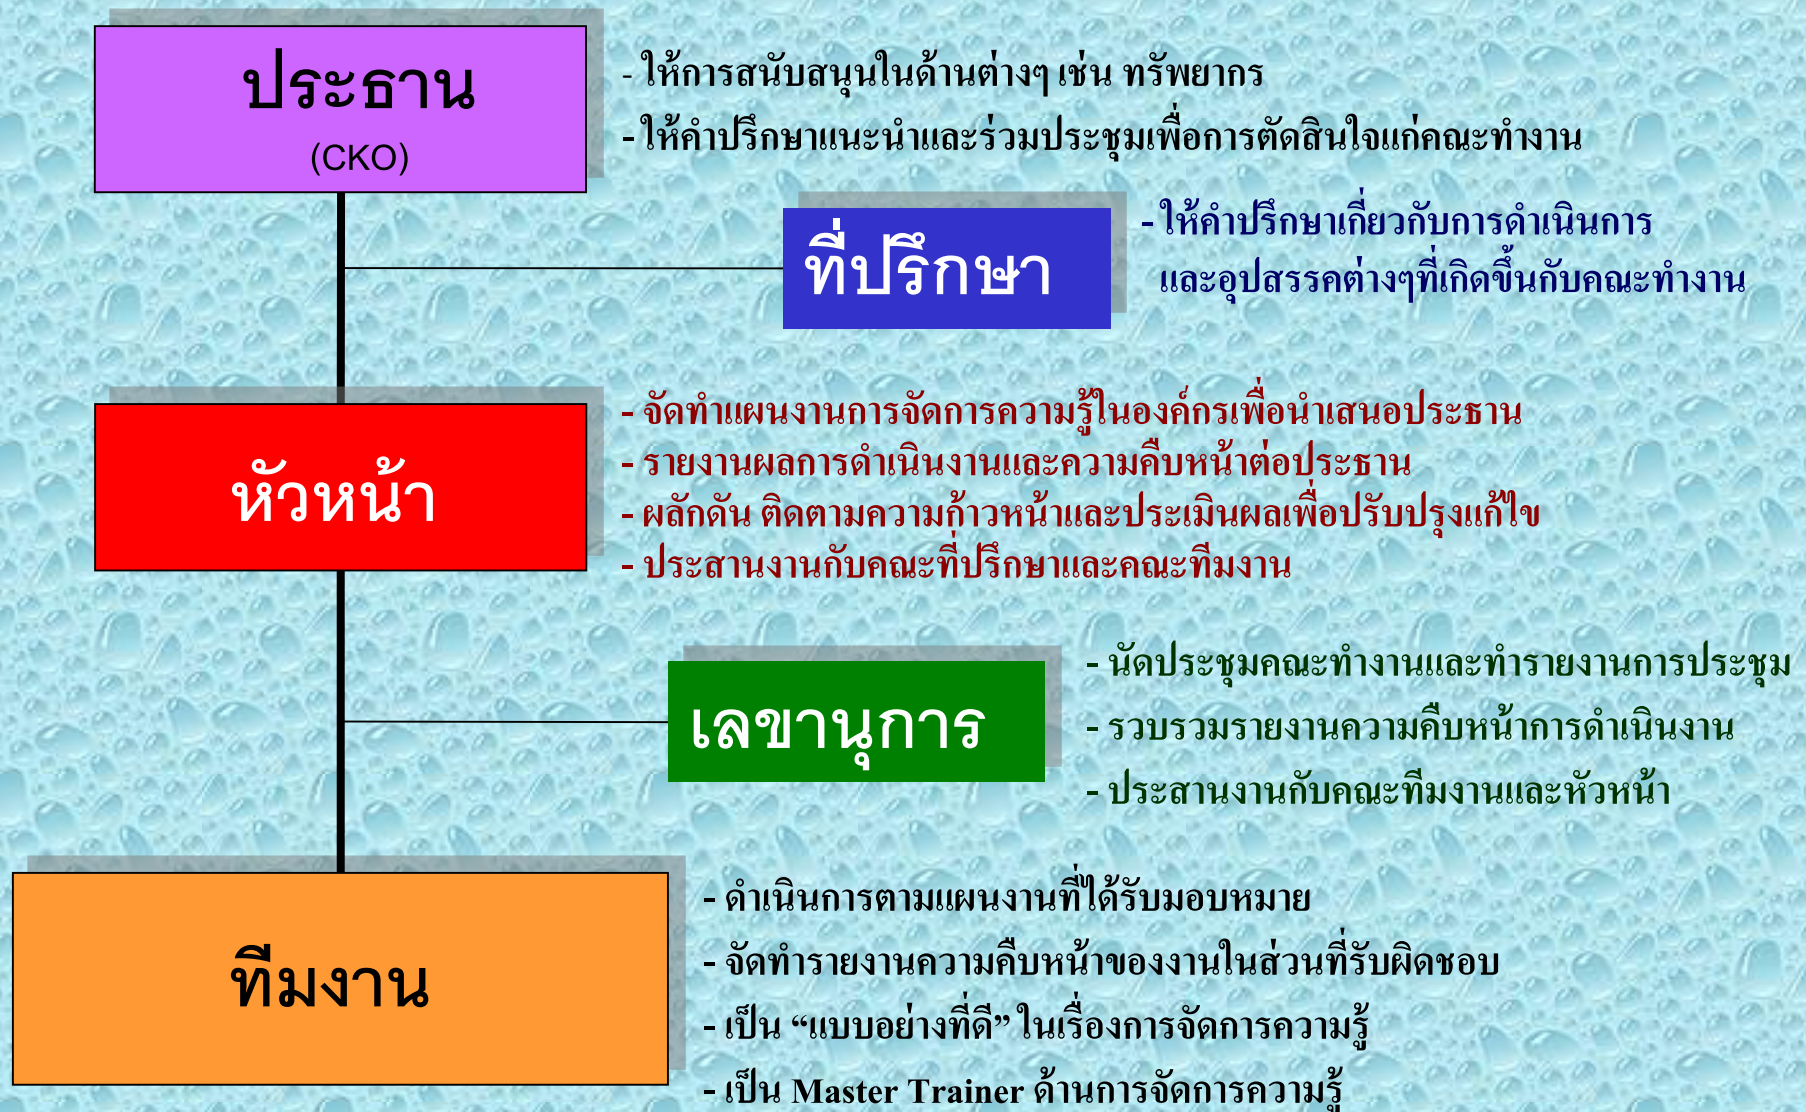 ประธาน
(CKO)
- ให้การสนับสนุนในด้านต่างๆ เช่น ทรัพยากร
- ให้คำปรึกษาแนะนำและร่วมประชุมเพื่อการตัดสินใจแก่คณะทำงาน
ที่ปรึกษา
- ให้คำปรึกษาเกี่ยวกับการดำเนินการ
และอุปสรรคต่างๆที่เกิดขึ้นกับคณะทำงาน
หัวหน้า
- จัดทำแผนงานการจัดการความรู้ในองค์กรเพื่อนำเสนอประธาน
- รายงานผลการดำเนินงานและความคืบหน้าต่อประธาน
- ผลักดัน ติดตามความก้าวหน้าและประเมินผลเพื่อปรับปรุงแก้ไข
- ประสานงานกับคณะที่ปรึกษาและคณะทีมงาน
เลขานุการ
- นัดประชุมคณะทำงานและทำรายงานการประชุม
- รวบรวมรายงานความคืบหน้าการดำเนินงาน
- ประสานงานกับคณะทีมงานและหัวหน้า
ทีมงาน
- ดำเนินการตามแผนงานที่ได้รับมอบหมาย
- จัดทำรายงานความคืบหน้าของงานในส่วนที่รับผิดชอบ
- เป็น “แบบอย่างที่ดี” ในเรื่องการจัดการความรู้
- เป็น Master Trainer ด้านการจัดการความรู้